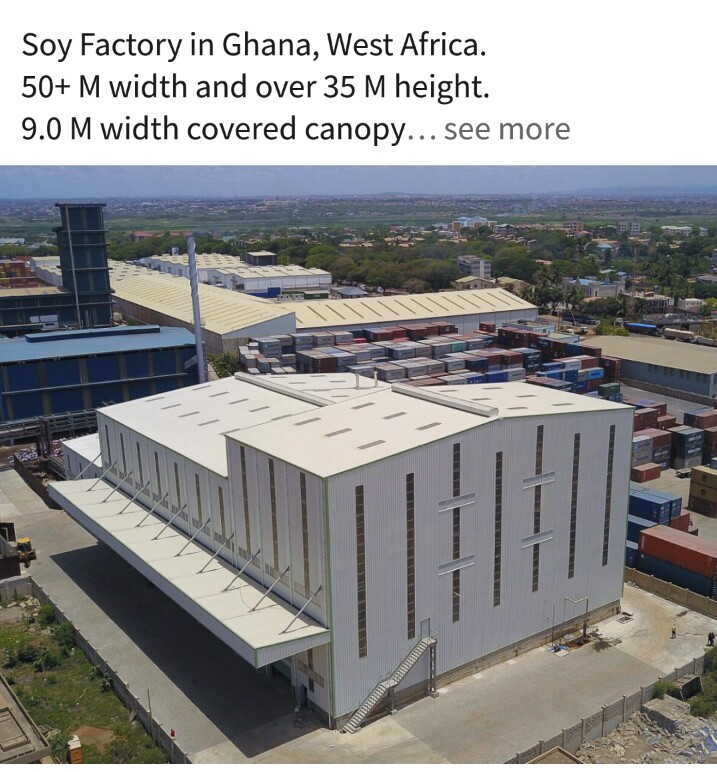 Soy Factory in Ghana, West Africa.
50+ M width and over 35 M height.
9.0 M width covered canopy… see more